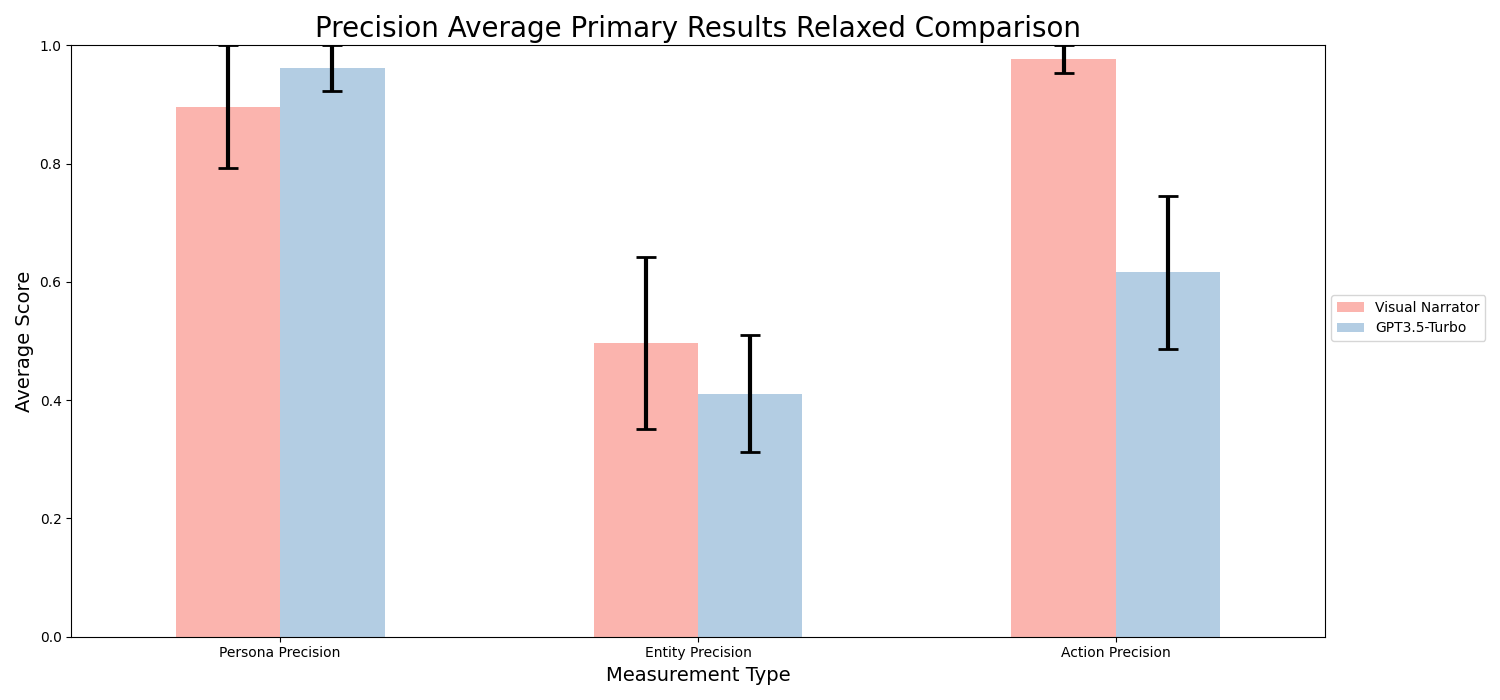 Precision Average Primary Results Relaxed Comparison
1.0
0.8
0.6
0.4
0.2
0.0
Average Score
Persona Precision
Entity Precision
Action Precision
Measurement Type
Visual Narrator
GPT3.5-Turbo